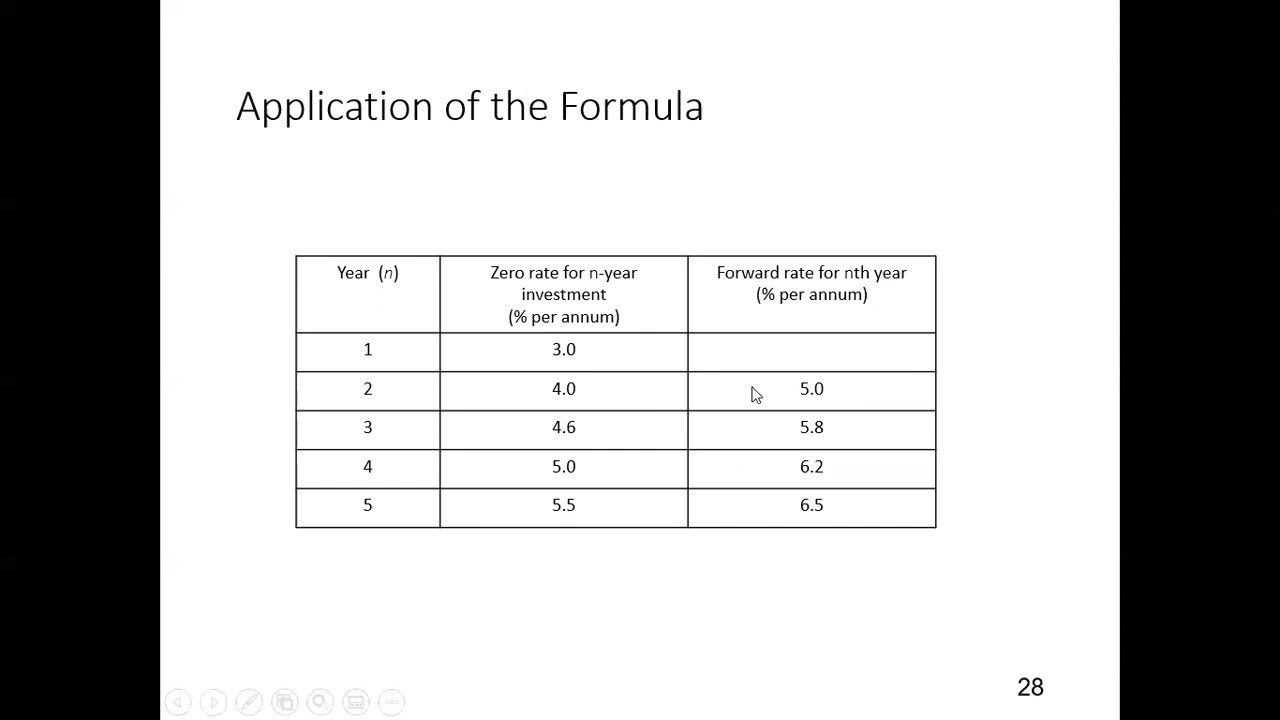 Application of the Formula
Year (n)
Zero rate for n-year
investment
(% per annum)
Forward rate for nth year
(% per annum)
1
3.0
2
4.0
5.0
3
4.6
5.8
4
5.0
6.2
5
5.5
6.5
28